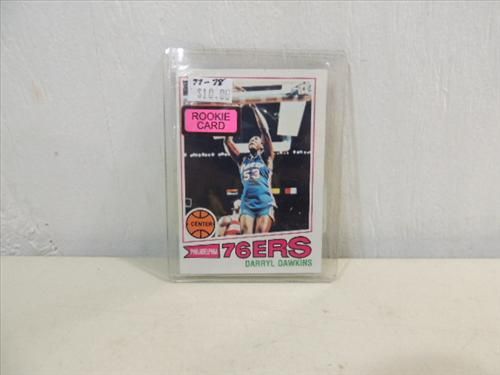 77-78
$10.00
ROOKIE
CARD
53
CENTER
PHILADELPHIA 76ERS
DARRYL DAWKINS